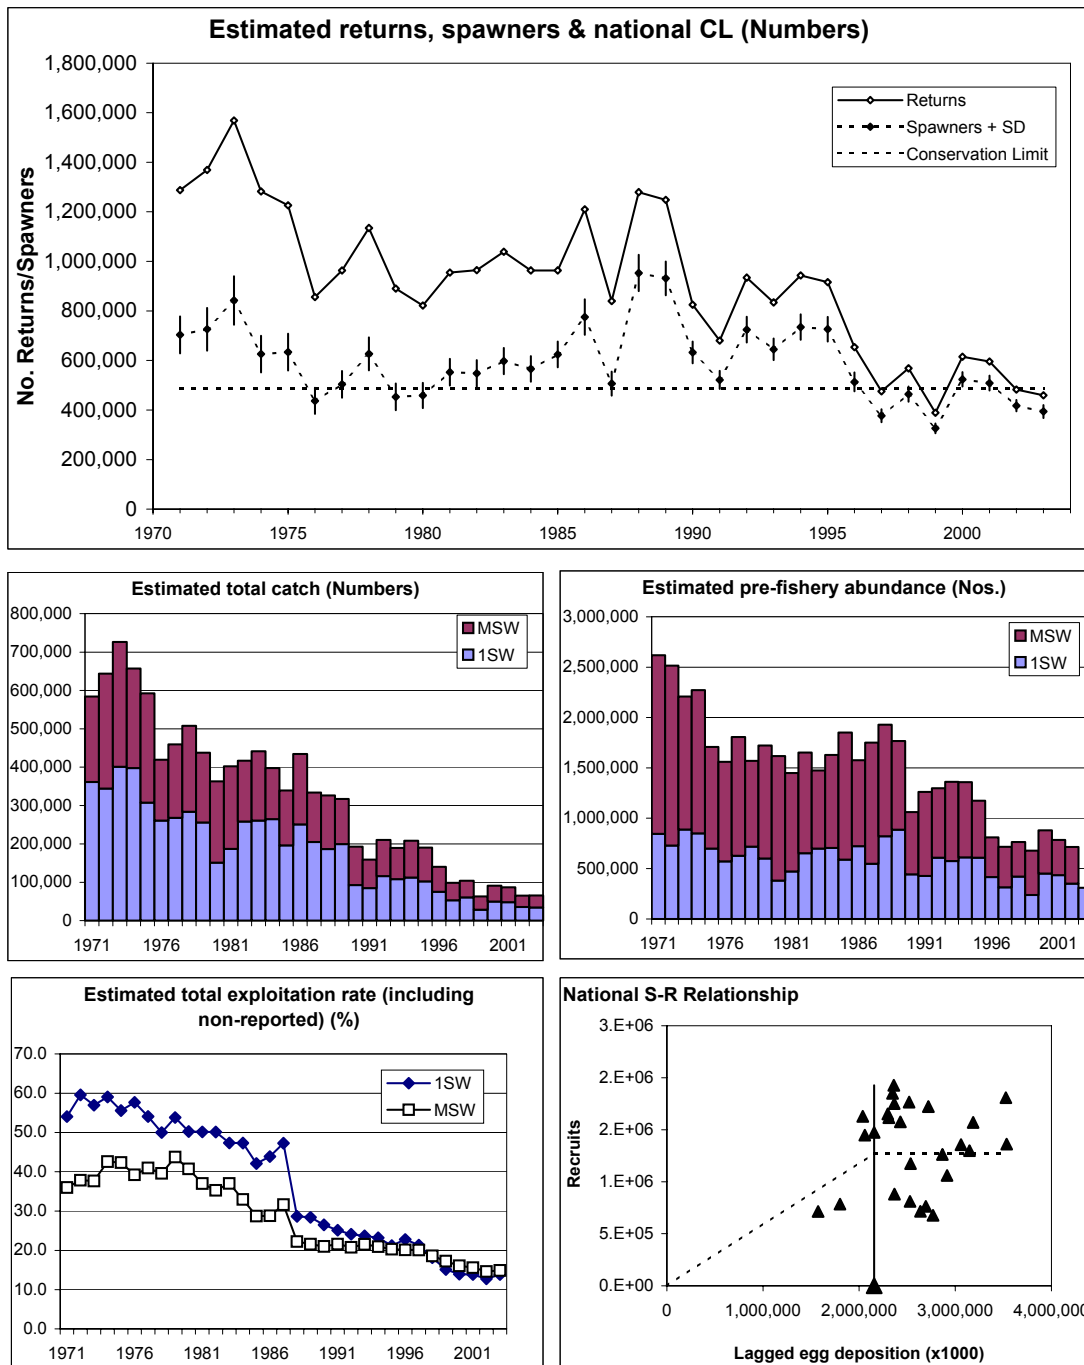 Estimated returns, spawners & national CL (Numbers)
No. Returns/Spawners
1,800,000
1,600,000
1,400,000
1,200,000
1,000,000
800,000
600,000
400,000
200,000
0
Returns
Spawners + SD
Conservation Limit
1970 1975 1980 1985 1990 1995 2000
Estimated total catch (Numbers)
800,000
700,000
600,000
500,000
400,000
300,000
200,000
100,000
0
MSW
1SW
1971 1976 1981 1986 1991 1996 2001
Estimated pre-fishery abundance (Nos.)
3,000,000
2,500,000
2,000,000
1,500,000
1,000,000
500,000
0
MSW
1SW
1971 1976 1981 1986 1991 1996 2001
Estimated total exploitation rate (including
non-reported) (%)
70.0
60.0
50.0
40.0
30.0
20.0
10.0
0.0
1SW
MSW
1971 1976 1981 1986 1991 1996 2001
National S-R Relationship
Recruits
3.E+06
2.E+06
2.E+06
1.E+06
5.E+05
0.E+00
0 1,000,000 2,000,000 3,000,000 4,000,000
Lagged egg deposition (x1000)